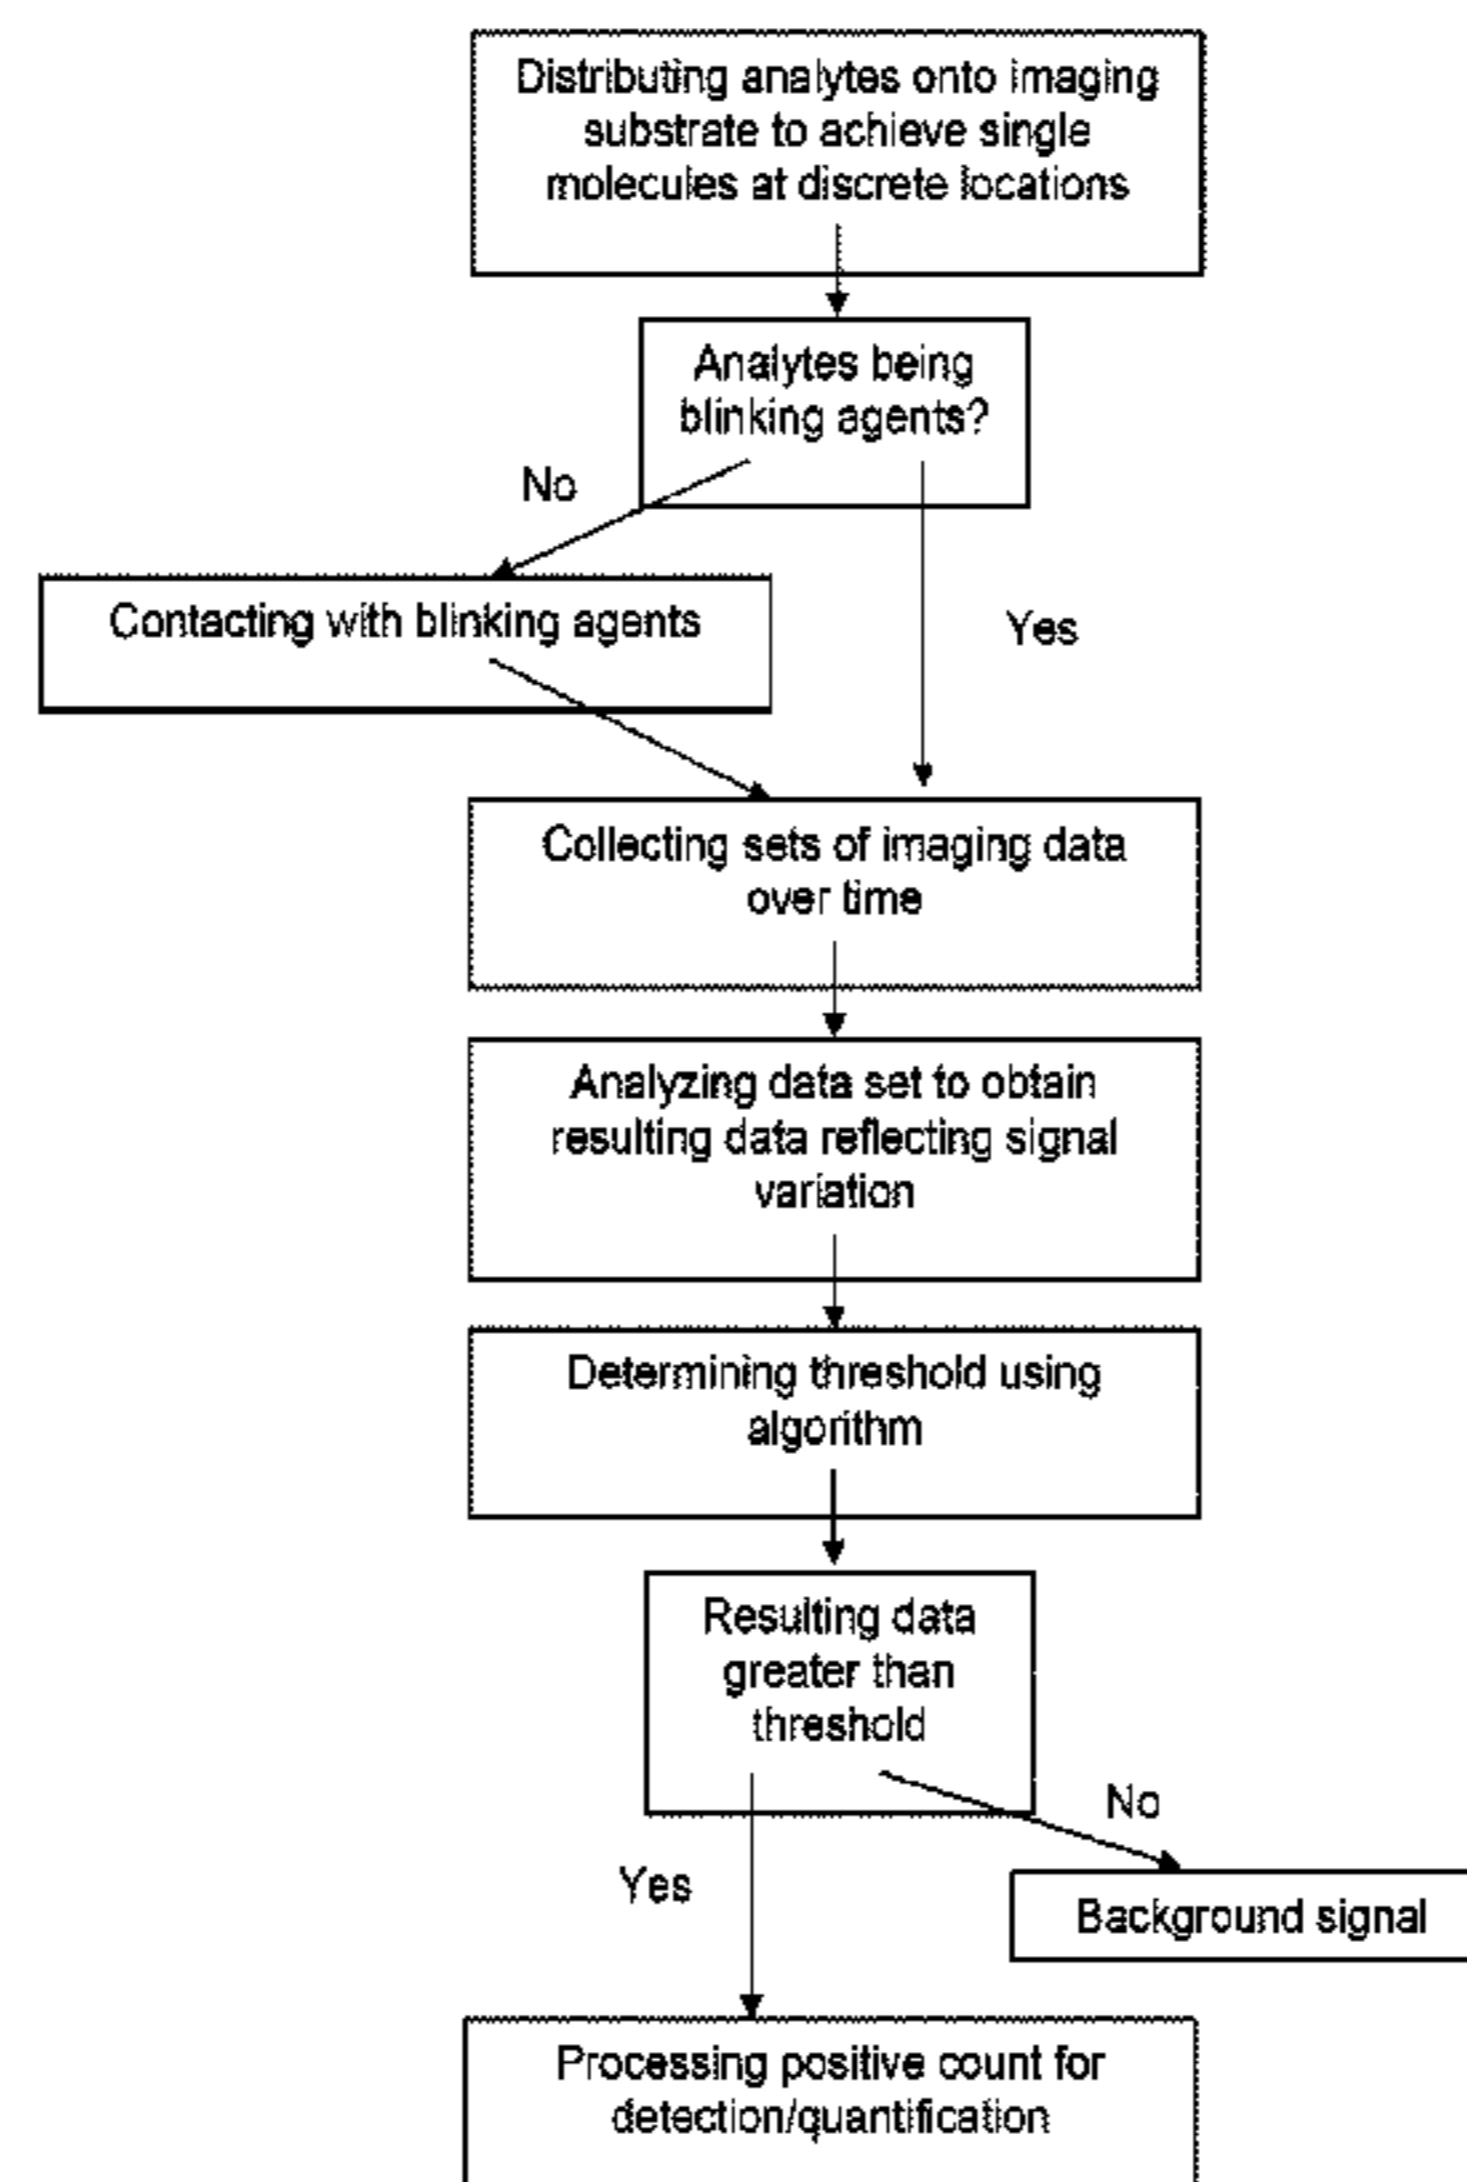 Distributing analytes onto imaging
substrate to achieve single
molecules at discrete locations
Analytes being
blinking agents?
No
Contacting with blinking agents
Yes
Collecting sets of imaging data
over time
Analyzing data set to obtain
resulting data reflecting signal
variation
Determining threshold using
algorithm
Resulting data
greater than
threshold
No
Yes
Background signal
Processing positive count for
detection/quantification